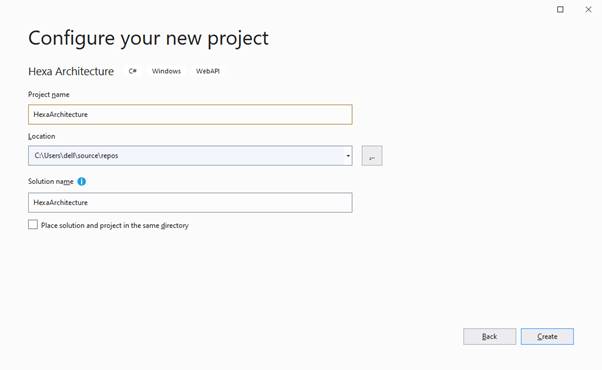 Configure your new project
Hexa Architecture C# Windows WebAPI
Project name
HexaArchitecture
Location
C:\Users\dell\source\repos
...
Solution name
HexaArchitecture
Place solution and project in the same directory
Back Create